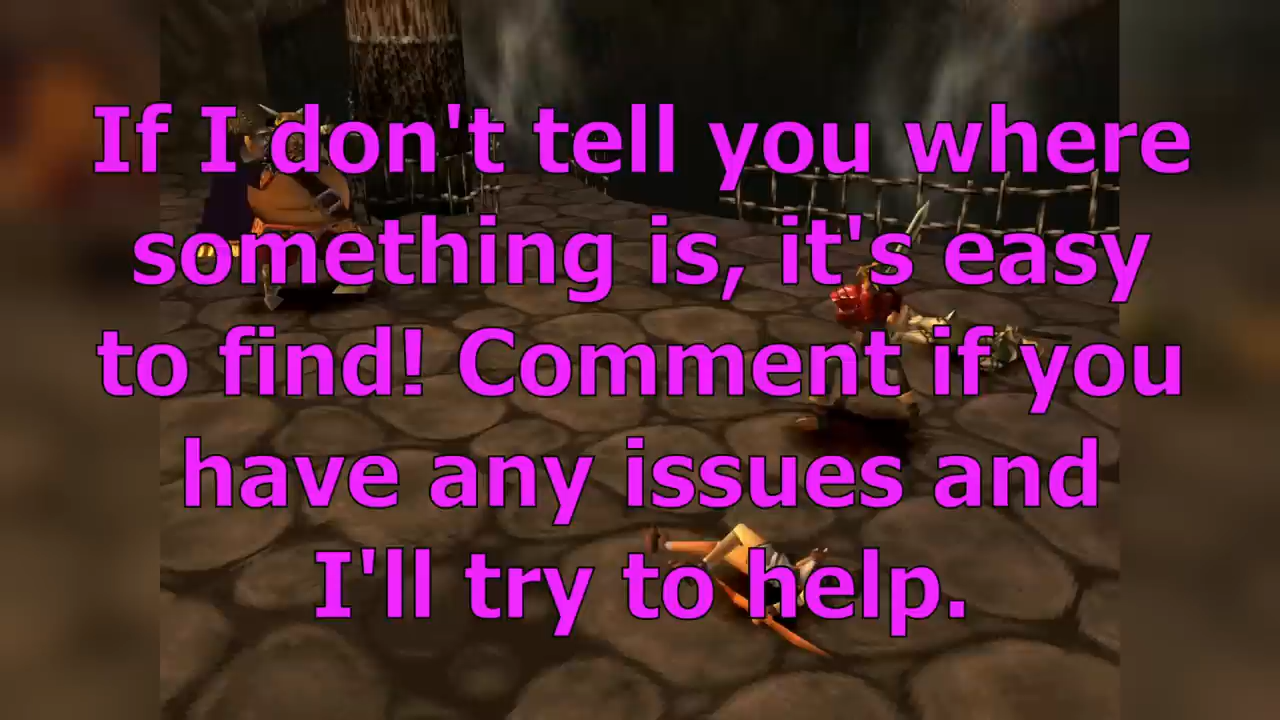 If I don't tell you where
something is, it's easy
to find! Comment if you
have any issues and
I'll try to help.